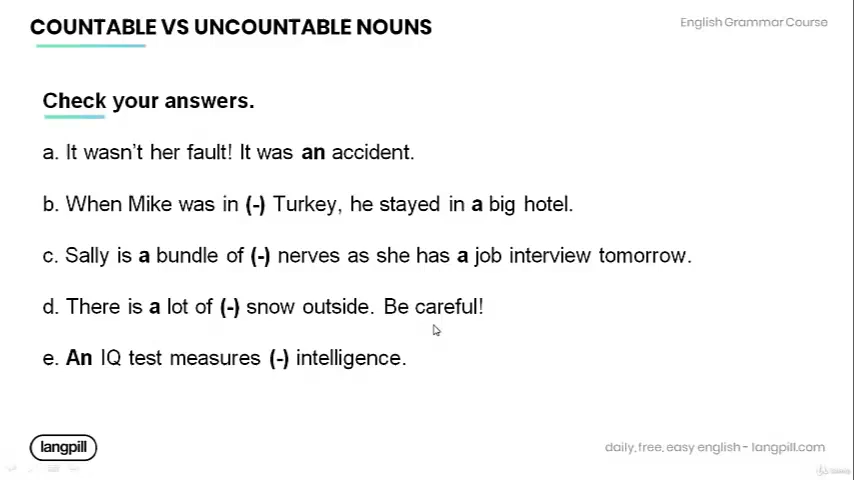 COUNTABLE VS UNCOUNTABLE NOUNS
English Grammar Course
Check your answers.
a. It wasn't her fault! It was an accident.
b. When Mike was in (-) Turkey, he stayed in a big hotel.
c. Sally is a bundle of (-) nerves as she has a job interview tomorrow.
d. There is a lot of (-) snow outside. Be careful!
e. An IQ test measures (-) intelligence.
langpill
daily, free, easy english - langpill.com